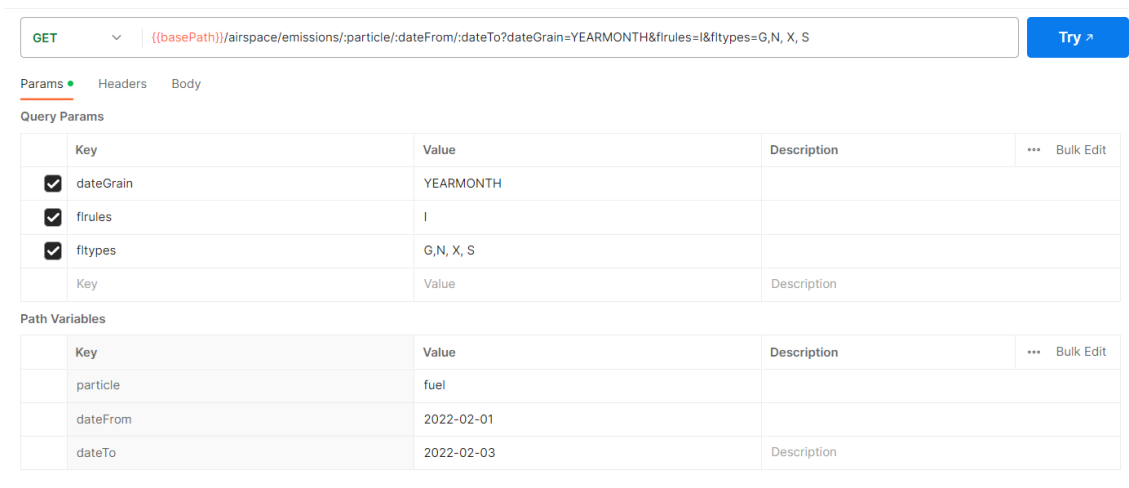 GET {{basePath}}/airspace/emissions/:particle/:dateFrom/:dateTo?dateGrain=YEARMONTH&flrules=I&fltypes=G,N, X, S Try ↗
Params Headers Body
Query Params
Key Value Description ••• Bulk Edit
dateGrain YEARMONTH
flrules I
fltypes G,N, X, S
Key Value Description
Path Variables
Key Value Description ••• Bulk Edit
particle fuel
dateFrom 2022-02-01
dateTo 2022-02-03 Description